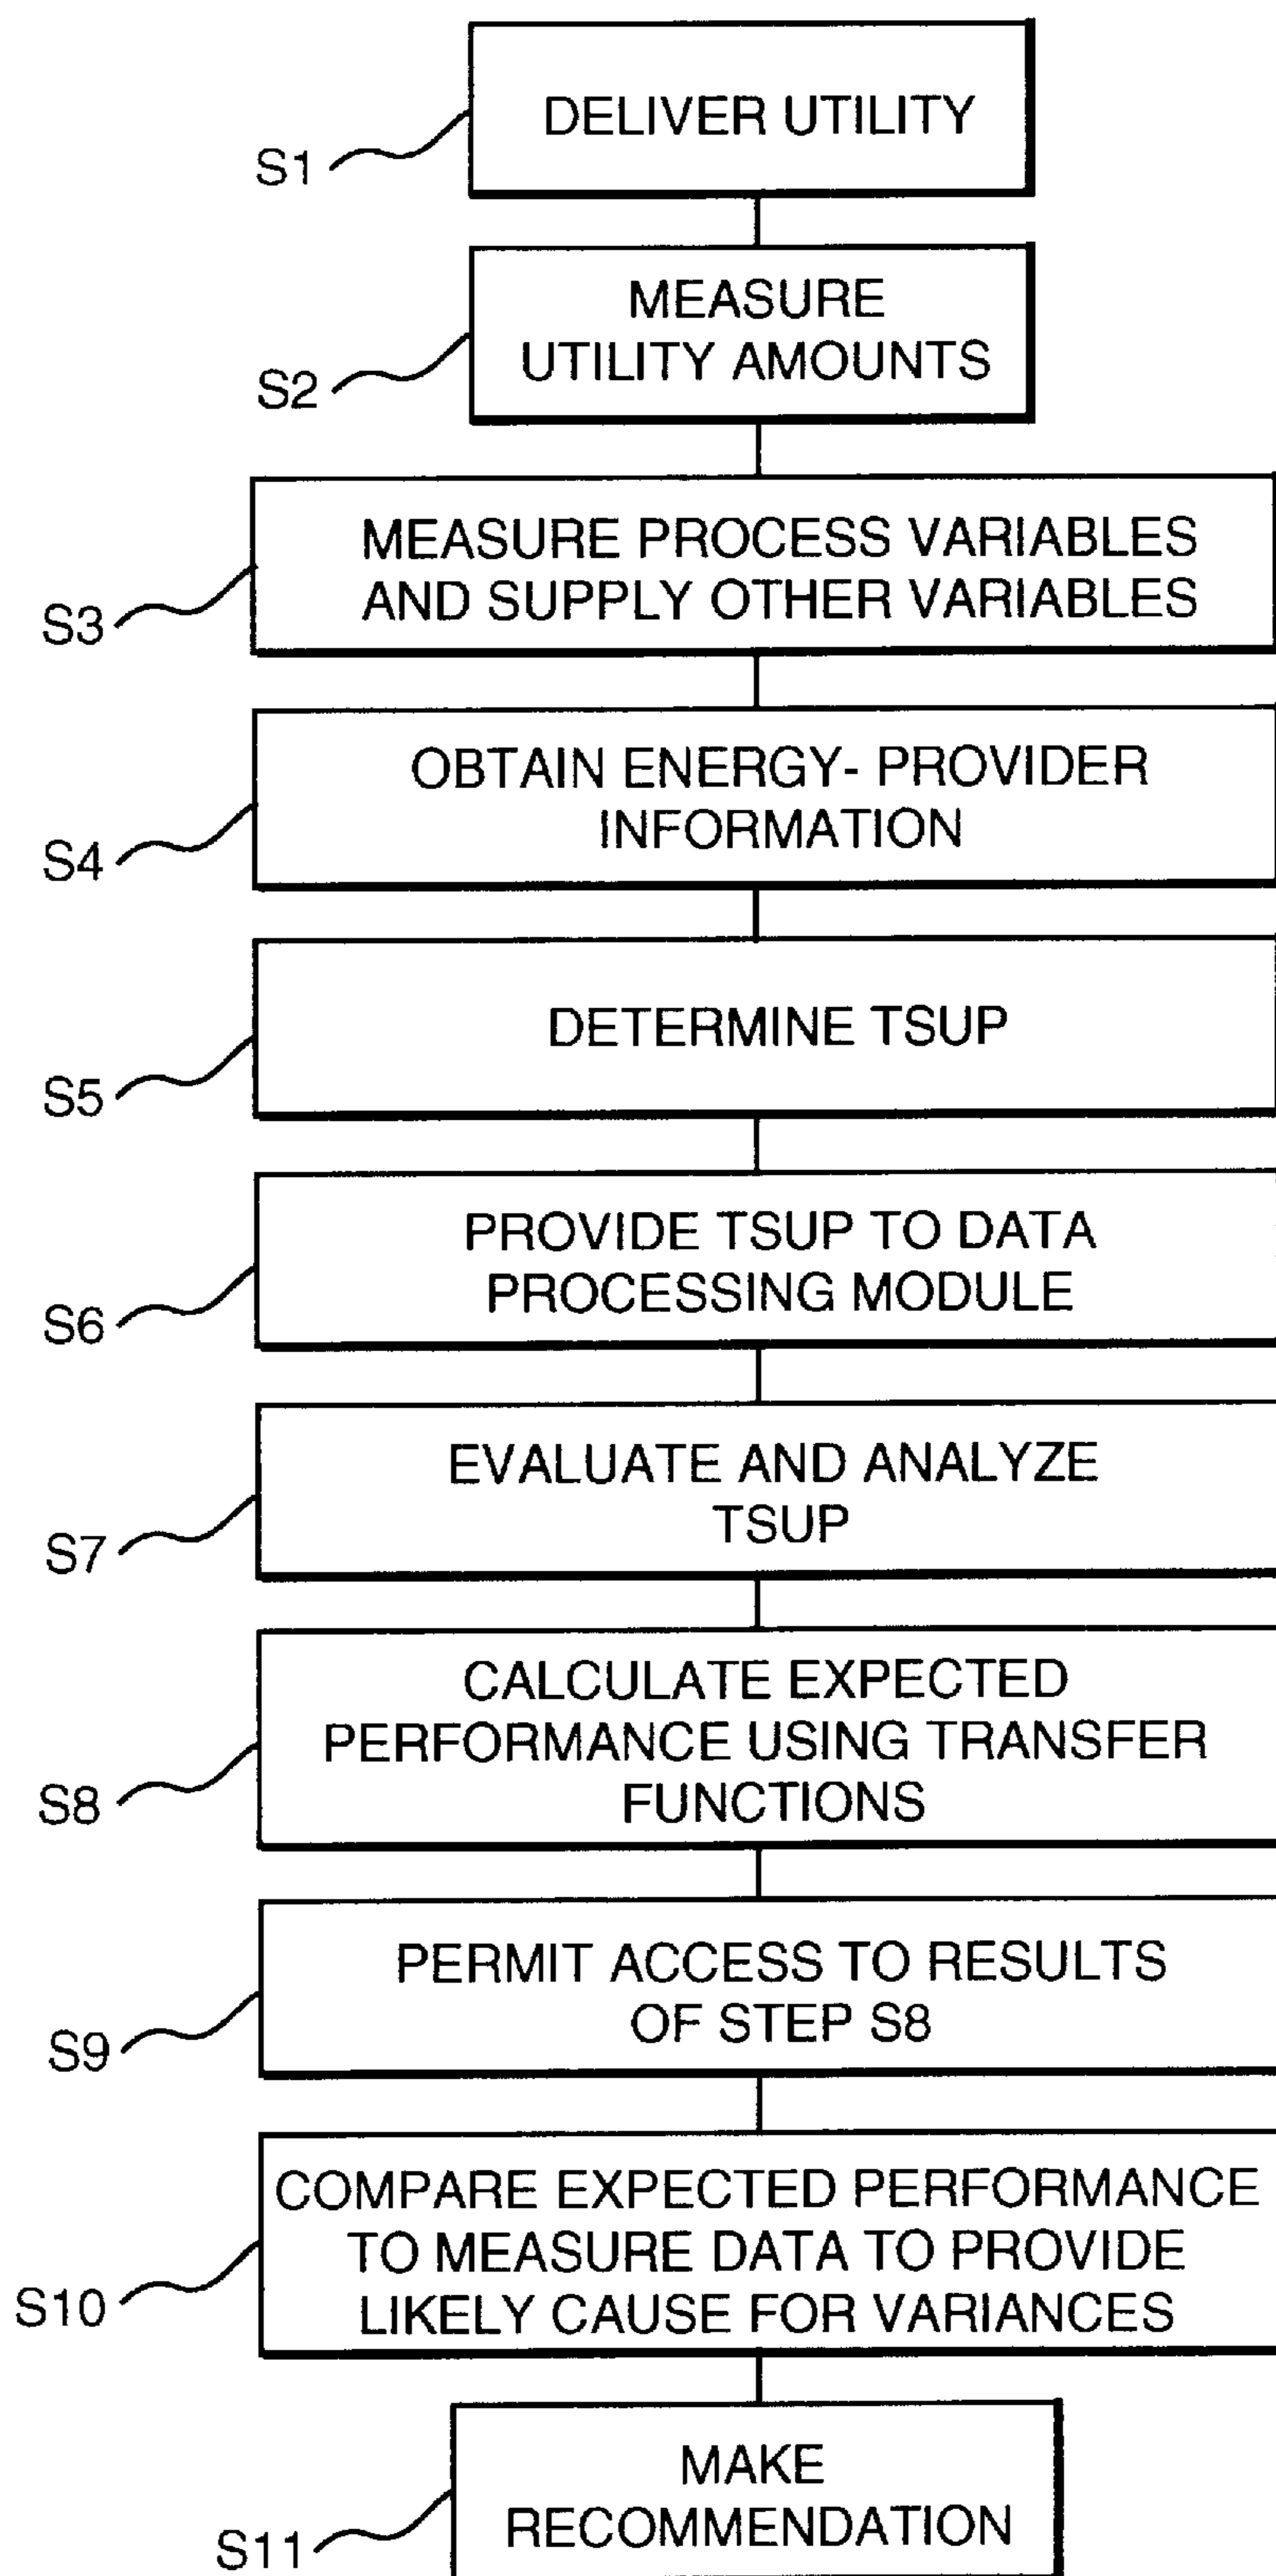 DELIVER UTILITY
S1
MEASURE
UTILITY AMOUNTS
S2
MEASURE PROCESS VARIABLES
AND SUPPLY OTHER VARIABLES
S3
OBTAIN ENERGY- PROVIDER
INFORMATION
S4
DETERMINE TSUP
S5
PROVIDE TSUP TO DATA
PROCESSING MODULE
S6
EVALUATE AND ANALYZE
TSUP
S7
CALCULATE EXPECTED
PERFORMANCE USING TRANSFER
FUNCTIONS
S8
PERMIT ACCESS TO RESULTS
OF STEP S8
S9
COMPARE EXPECTED PERFORMANCE
TO MEASURE DATA TO PROVIDE
LIKELY CAUSE FOR VARIANCES
S10
MAKE
RECOMMENDATION
S11